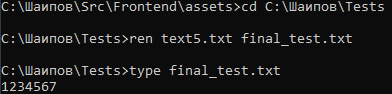 C:\Шаипов\Src\Frontend\assets>cd C:\Шаипов\Tests
C:\Шаипов\Tests>ren text5.txt final_test.txt
C:\Шаипов\Tests>type final_test.txt
1234567